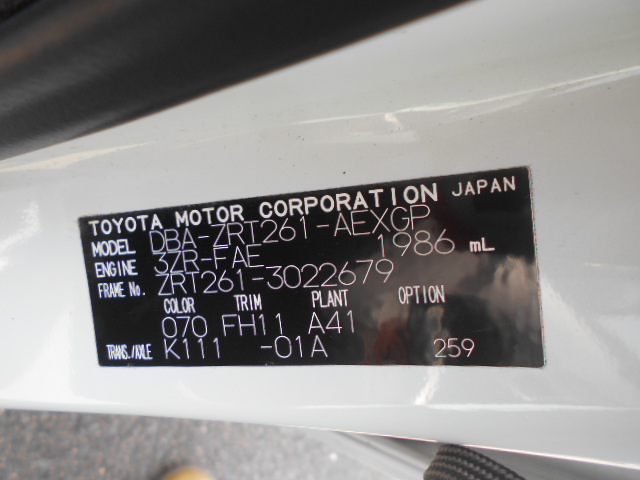 TOYOTA MOTOR CORPORATION JAPAN
MODEL DBA-ZRT261-AEXGP
ENGINE 3ZR-FAE 1986 mL
FRAME No. ZRT261-3022679
COLOR TRIM PLANT OPTION
070 FH11 A41
TRANS./AXLE K111 -01A 259